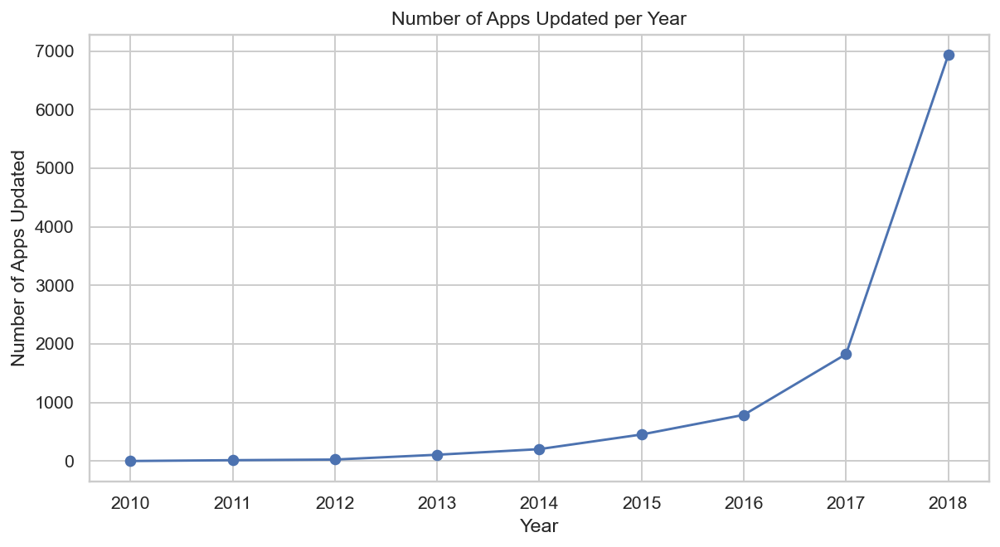 Number of Apps Updated per Year
Number of Apps Updated
7000
6000
5000
4000
3000
2000
1000
0
2010 2011 2012 2013 2014 2015 2016 2017 2018
Year